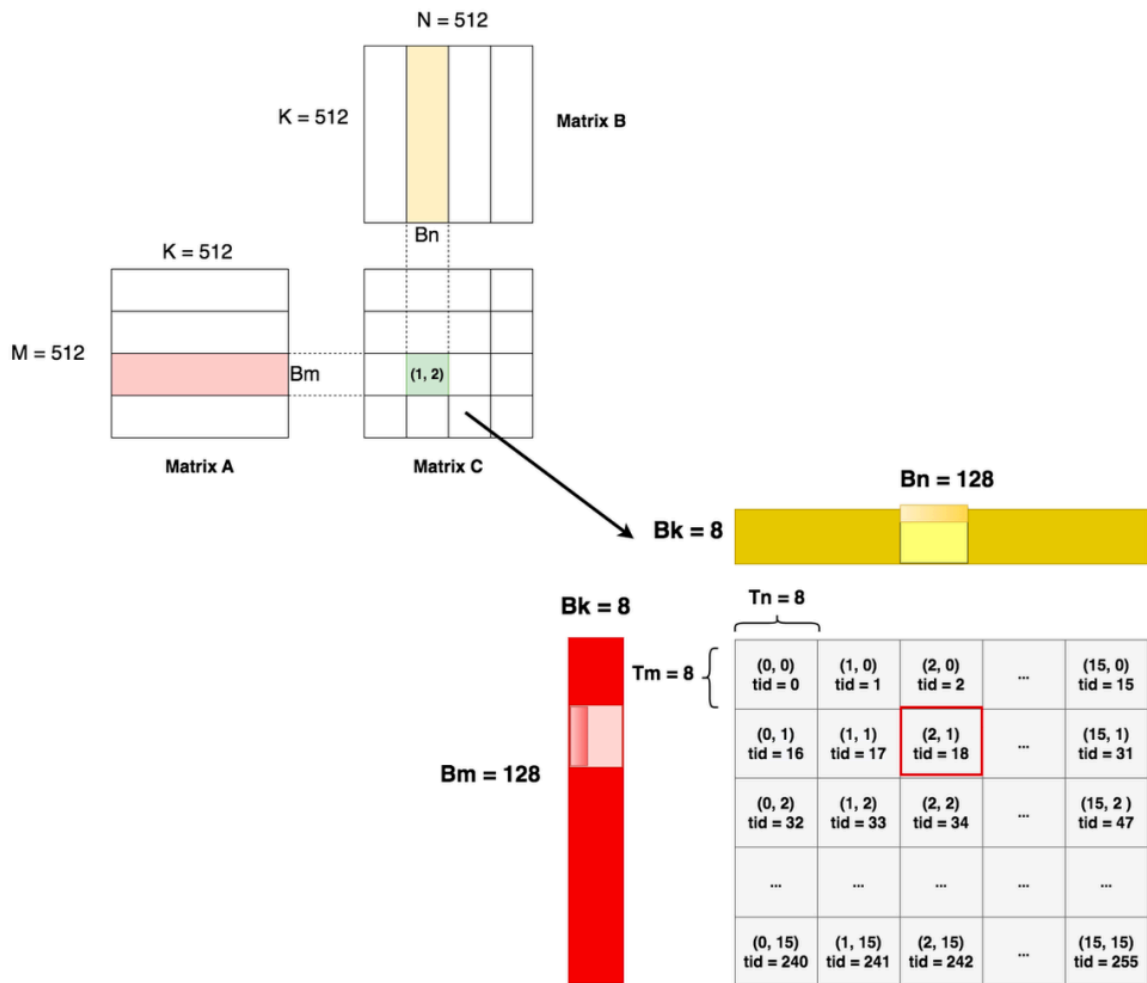 N = 512
K = 512
Matrix B
Bn
K = 512
M = 512
Bm
(1, 2)
Matrix A
Matrix C
Bn = 128
Bk = 8
Bk = 8
Tn = 8
Tm = 8
Bm = 128
(0, 0) (1, 0) (2, 0) ... (15, 0)
tid = 0 tid = 1 tid = 2 tid = 15
(0, 1) (1, 1) (2, 1) ... (15, 1)
tid = 16 tid = 17 tid = 18 tid = 31
(0, 2) (1, 2) (2, 2) ... (15, 2 )
tid = 32 tid = 33 tid = 34 tid = 47
... ... ... ... ...
(0, 15) (1, 15) (2, 15) ... (15, 15)
tid = 240 tid = 241 tid = 242 tid = 255